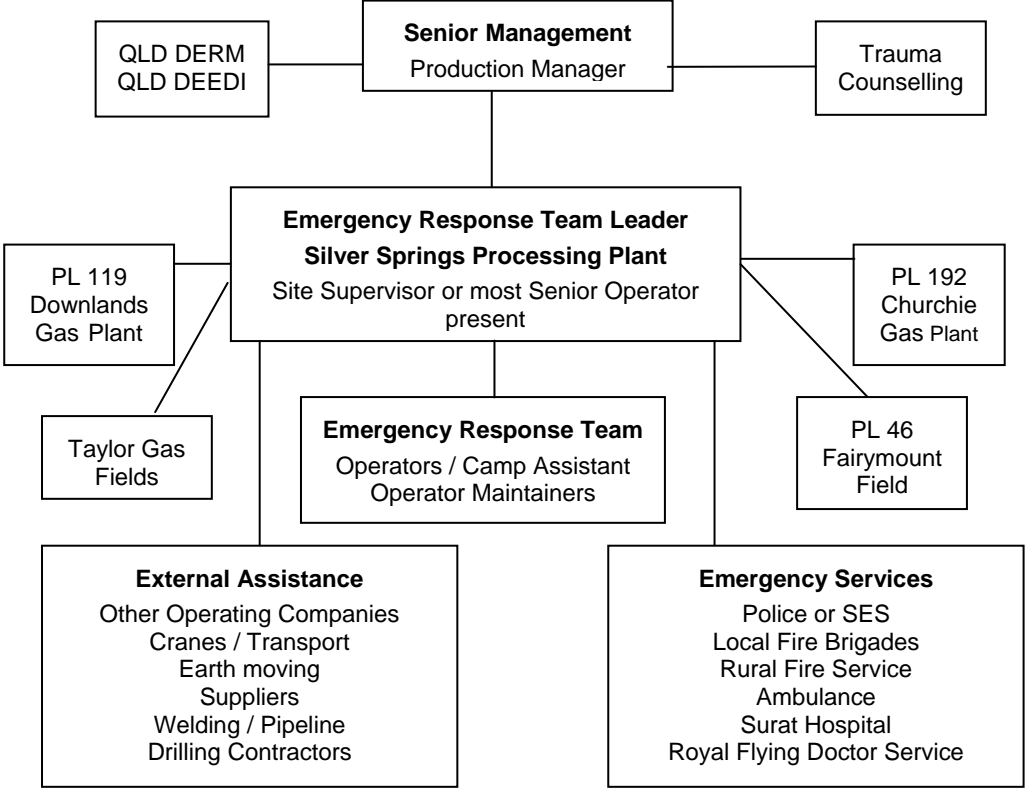 QLD DERM
QLD DEEDI
Senior Management
Production Manager
Trauma
Counselling
Emergency Response Team Leader
Silver Springs Processing Plant
Site Supervisor or most Senior Operator
present
PL 119
Downlands
Gas Plant
PL 192
Churchie
Gas Plant
Taylor Gas
Fields
Emergency Response Team
Operators / Camp Assistant
Operator Maintainers
PL 46
Fairymount
Field
External Assistance
Other Operating Companies
Cranes / Transport
Earth moving
Suppliers
Welding / Pipeline
Drilling Contractors
Emergency Services
Police or SES
Local Fire Brigades
Rural Fire Service
Ambulance
Surat Hospital
Royal Flying Doctor Service